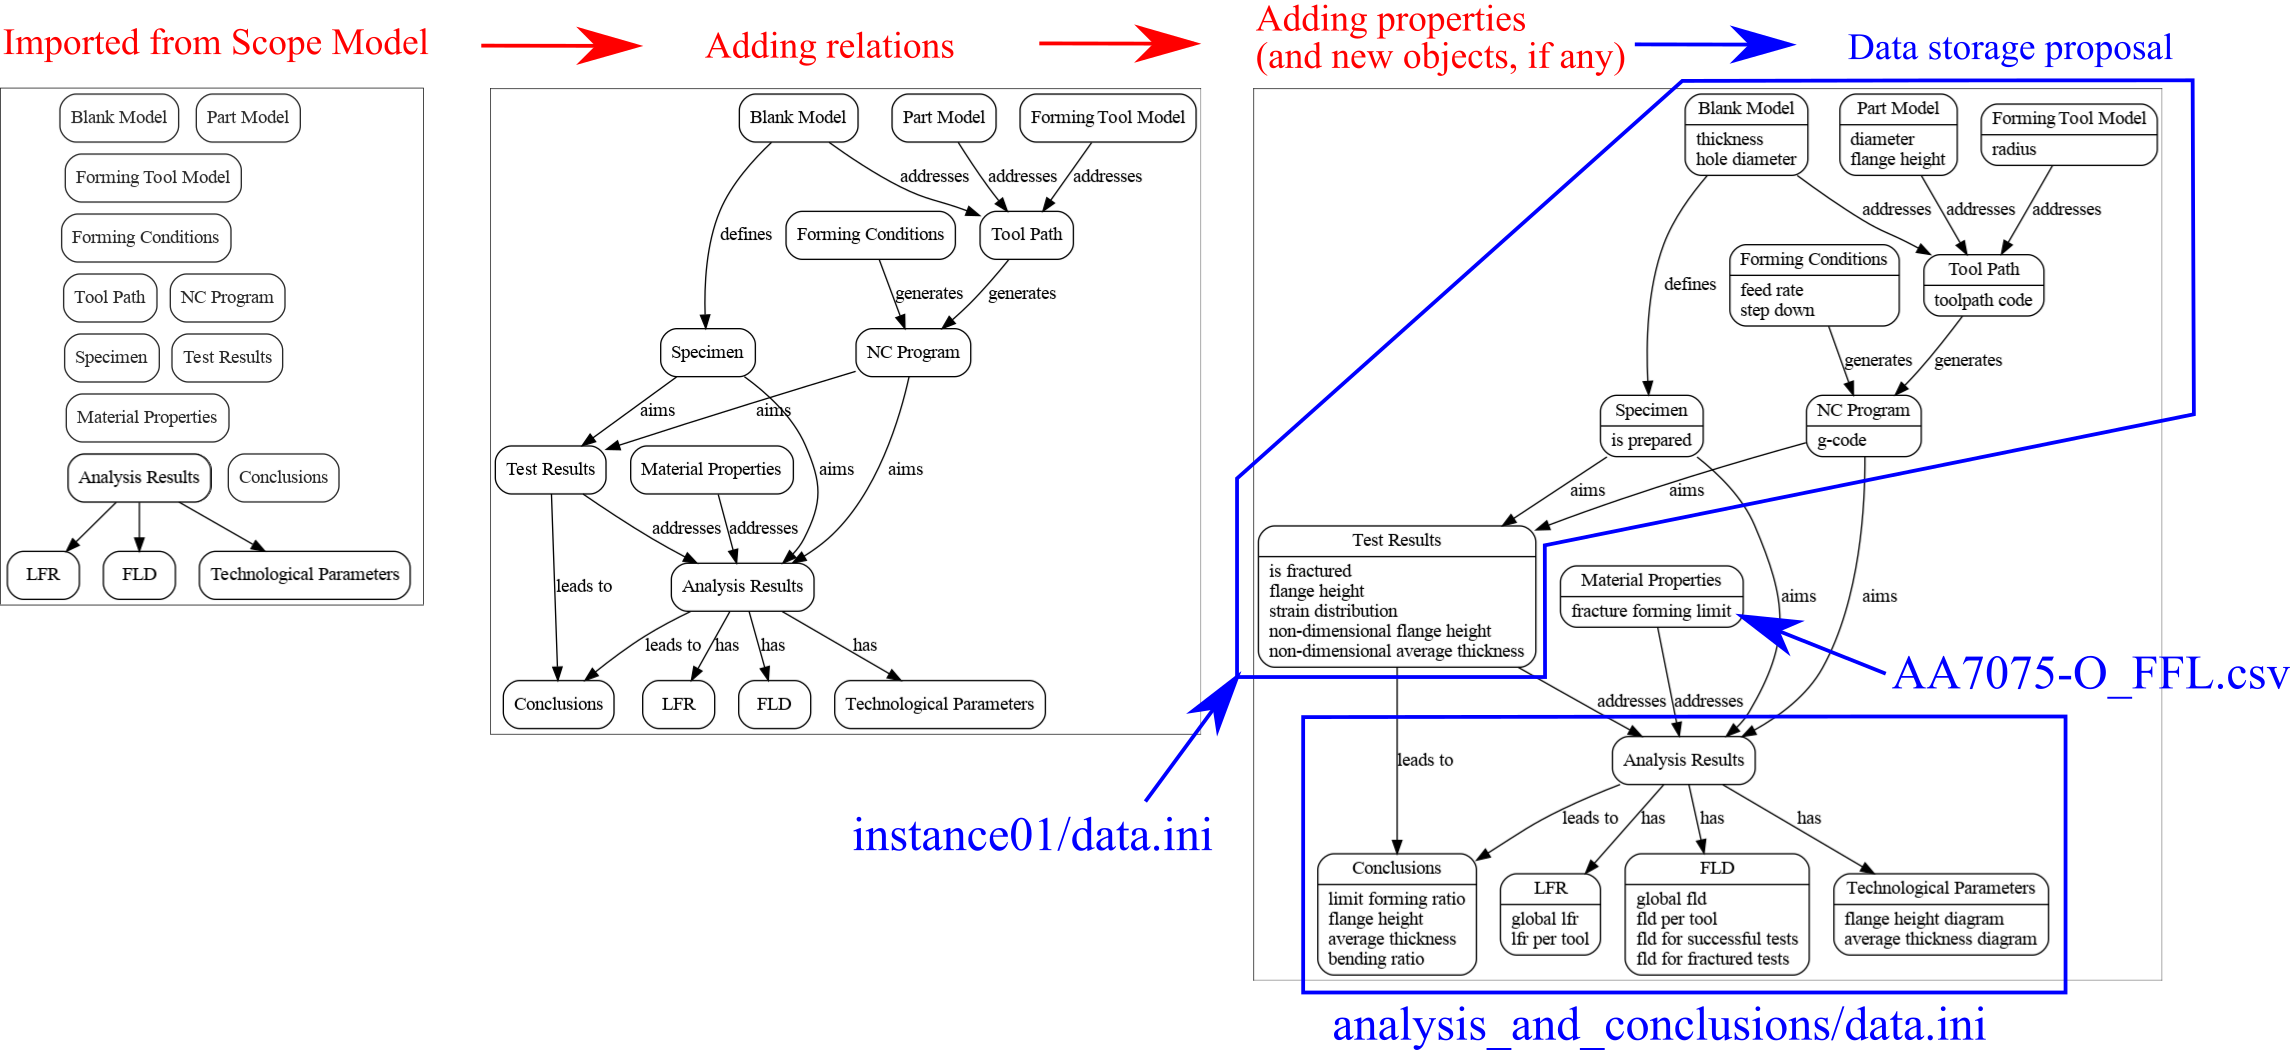 Imported from Scope Model
Adding relations
Adding properties
(and new objects, if any)
Data storage proposal
Blank Model
Part Model
Forming Tool Model
Forming Conditions
Tool Path
NC Program
Specimen
Test Results
Material Properties
Analysis Results
Conclusions
LFR
FLD
Technological Parameters
Blank Model
Part Model
Forming Tool Model
addresses
addresses
addresses
defines
Forming Conditions
Tool Path
generates
generates
Specimen
NC Program
aims
aims
Test Results
Material Properties
aims
aims
addresses
addresses
leads to
Analysis Results
leads to
has
has
has
Conclusions
LFR
FLD
Technological Parameters
Blank Model
thickness
hole diameter
Part Model
diameter
flange height
Forming Tool Model
radius
addresses
addresses
addresses
defines
Forming Conditions
feed rate
step down
Tool Path
toolpath code
generates
generates
Specimen
is prepared
NC Program
g-code
aims
aims
Test Results
is fractured
flange height
strain distribution
non-dimensional flange height
non-dimensional average thickness
Material Properties
fracture forming limit
aims
aims
AA7075-O_FFL.csv
addresses
addresses
leads to
Analysis Results
instance01/data.ini
leads to
has
has
has
Conclusions
limit forming ratio
flange height
average thickness
bending ratio
LFR
global lfr
lfr per tool
FLD
global fld
fld per tool
fld for successful tests
fld for fractured tests
Technological Parameters
flange height diagram
average thickness diagram
analysis_and_conclusions/data.ini